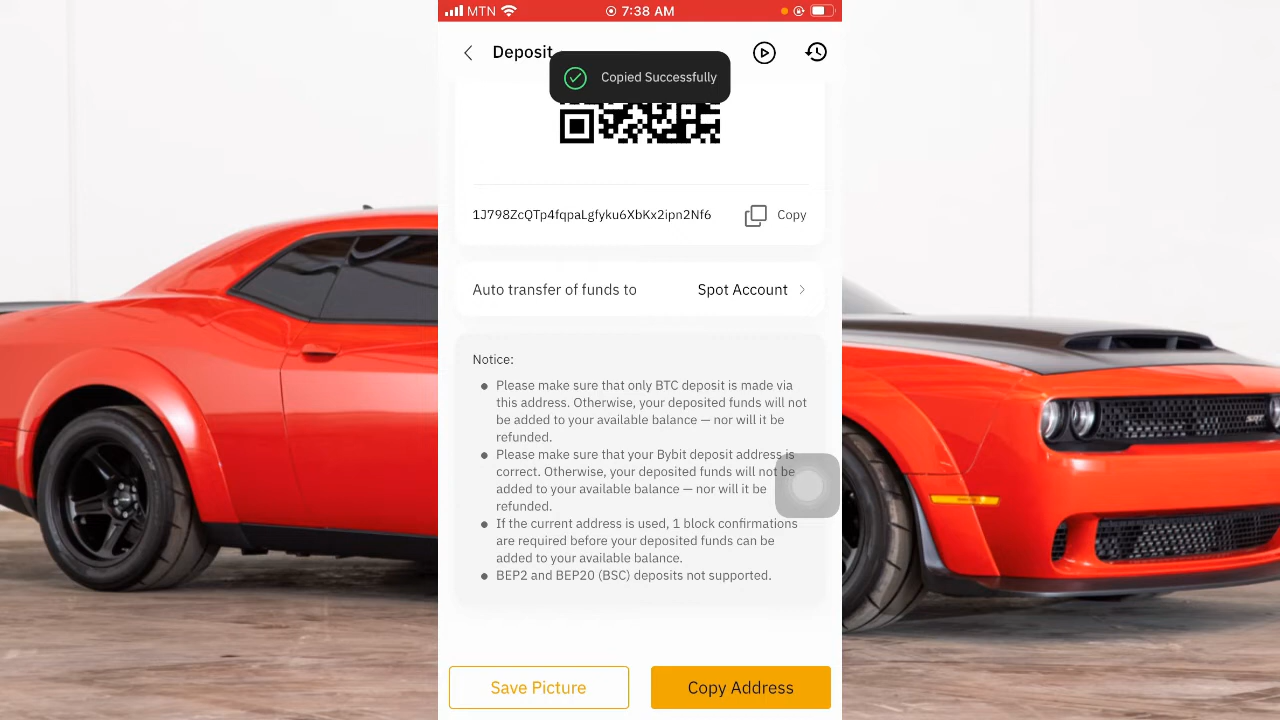 MTN 7:38 AM
Deposit
Copied Successfully
1J798ZcQTp4fqpaLgfyku6XbKx2ipn2Nf6 Copy
Auto transfer of funds to Spot Account
Notice:
Please make sure that only BTC deposit is made via
this address. Otherwise, your deposited funds will not
be added to your available balance — nor will it be
refunded.
Please make sure that your Bybit deposit address is
correct. Otherwise, your deposited funds will not be
added to your available balance — nor will it be
refunded.
If the current address is used, 1 block confirmations
are required before your deposited funds can be
added to your available balance.
BEP2 and BEP20 (BSC) deposits not supported.
Save Picture Copy Address